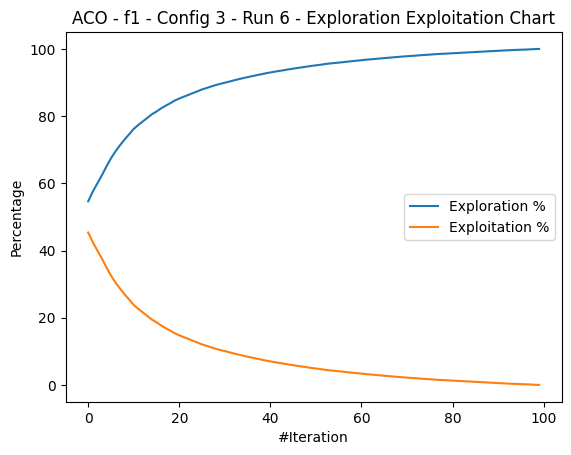 ACO - f1 - Config 3 - Run 6 - Exploration Exploitation Chart
100
80
60
40
20
0
Percentage
Exploration %
Exploitation %
0 20 40 60 80 100
#Iteration